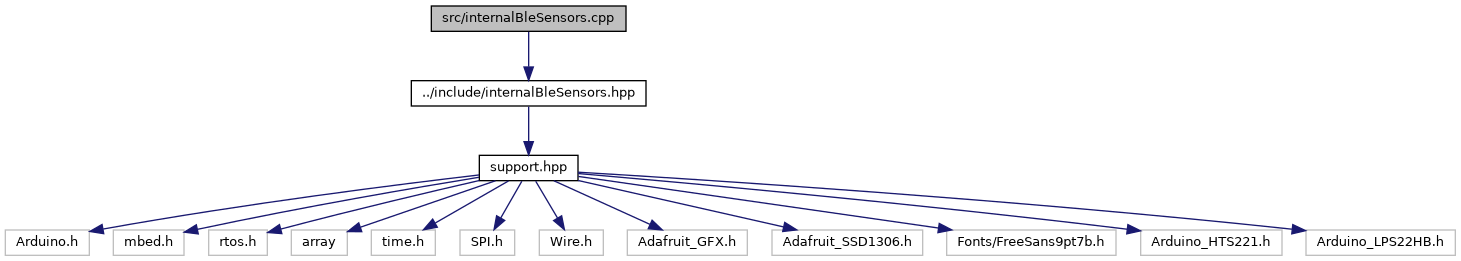 src/internalBleSensors.cpp
../include/internalBleSensors.hpp
support.hpp
Arduino.h
mbed.h
rtos.h
array
time.h
SPI.h
Wire.h
Adafruit_GFX.h
Adafruit_SSD1306.h
Fonts/FreeSans9pt7b.h
Arduino_HTS221.h
Arduino_LPS22HB.h